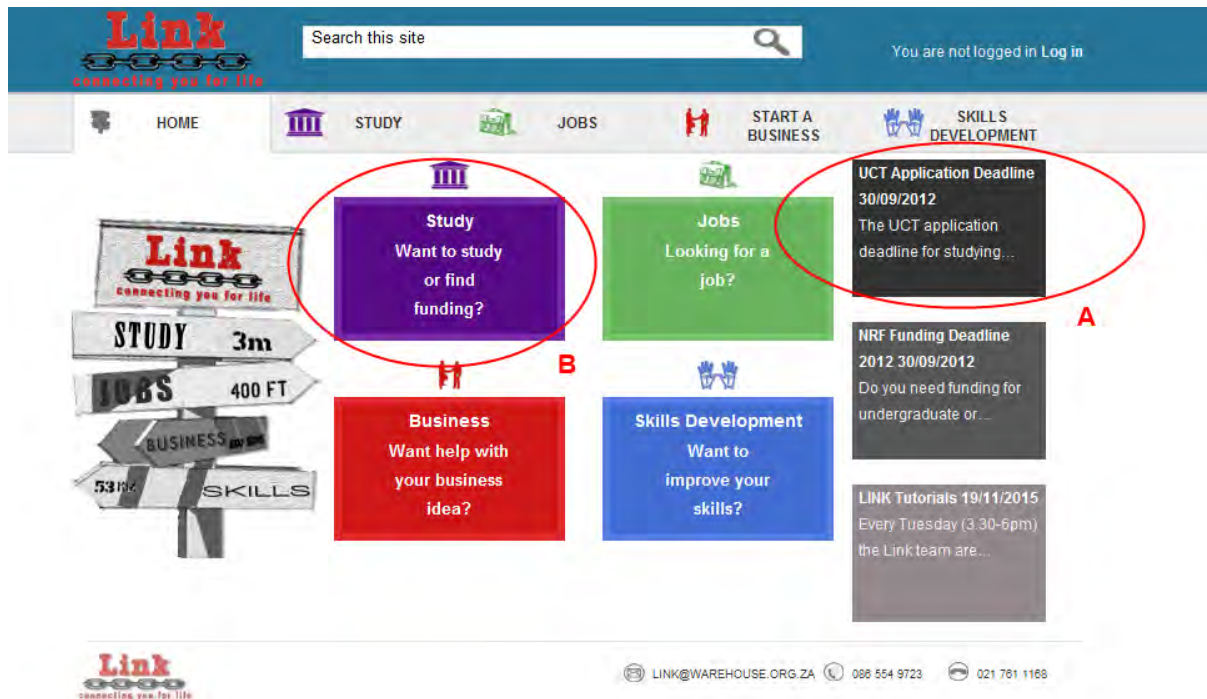 Link
connecting you for life
Search this site
You are not logged in Log in
HOME
STUDY
JOBS
START A
BUSINESS
SKILLS
DEVELOPMENT
Link
connecting you for life
STUDY 3m
JOBS 400 FT
BUSINESS
53 SKILLS
Study
Want to study
or find
funding?
B
Jobs
Looking for a
job?
Business
Want help with
your business
idea?
Skills Development
Want to
improve your
skills?
UCT Application Deadline
30/09/2012
The UCT application
deadline for studying...
A
NRF Funding Deadline
2012 30/09/2012
Do you need funding for
undergraduate or...
LINK Tutorials 19/11/2015
Every Tuesday (3.30-6pm)
the Link team are...
Link
connecting you for life
LINK@WAREHOUSE.ORG.ZA 086 554 9723 021 761 1168